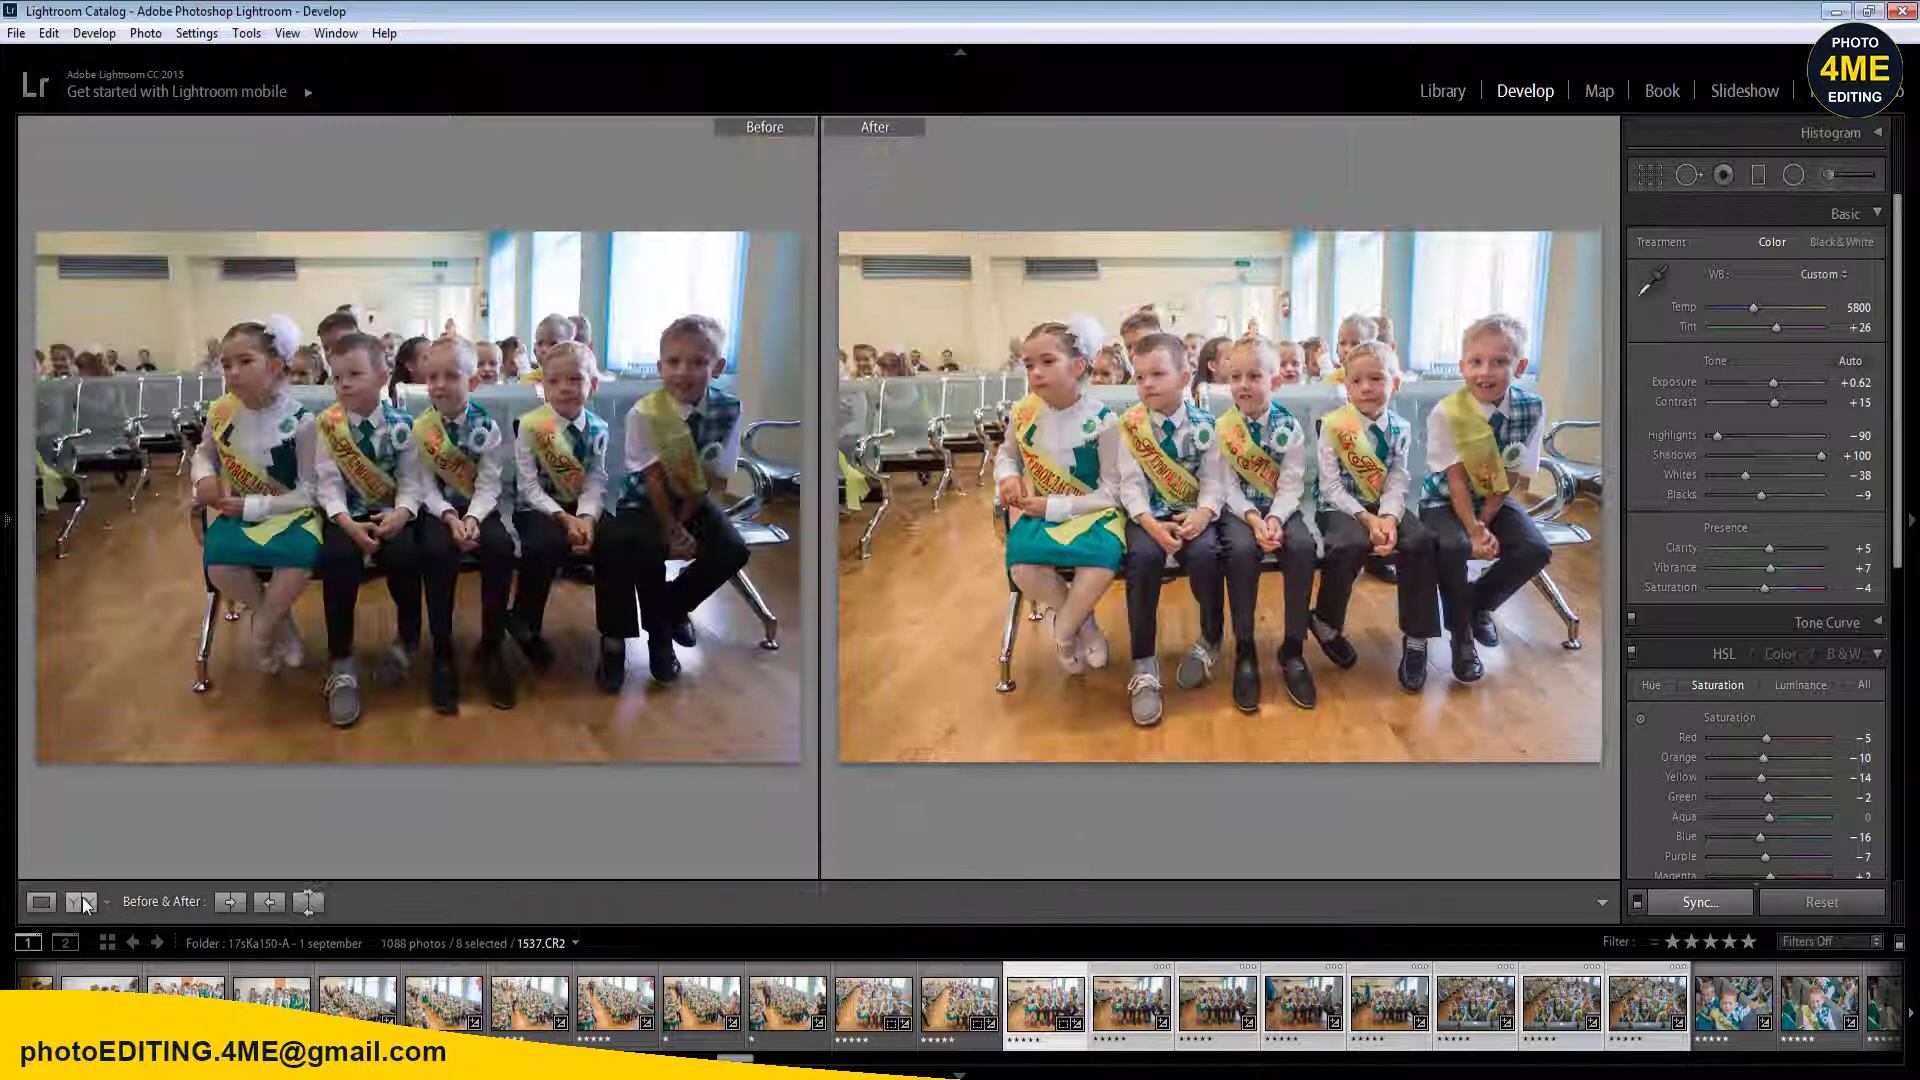 Lightroom Catalog - Adobe Photoshop Lightroom - Develop
File Edit Develop Photo Settings Tools View Window Help
PHOTO
4ME
EDITING
Lr
Adobe Lightroom CC 2015
Get started with Lightroom mobile
Library Develop Map Book Slideshow
Before After
Histogram
Basic
Treatment : Color Black & White
WB : Custom
Temp 5800
Tint +26
Tone Auto
Exposure +0.62
Contrast +15
Highlights −90
Shadows +100
Whites −38
Blacks −9
Presence
Clarity +5
Vibrance +7
Saturation −4
Tone Curve
HSL / Color / B & W
Hue Saturation Luminance All
Saturation
Red −5
Orange −10
Yellow −14
Green −2
Aqua 0
Blue −16
Purple −7
Magenta +2
Before & After :
Sync... Reset
1 2 Folder : 17sKa150-A - 1 september 1088 photos / 8 selected / 1537.CR2
Filter : Filters Off
photoEDITING.4ME@gmail.com